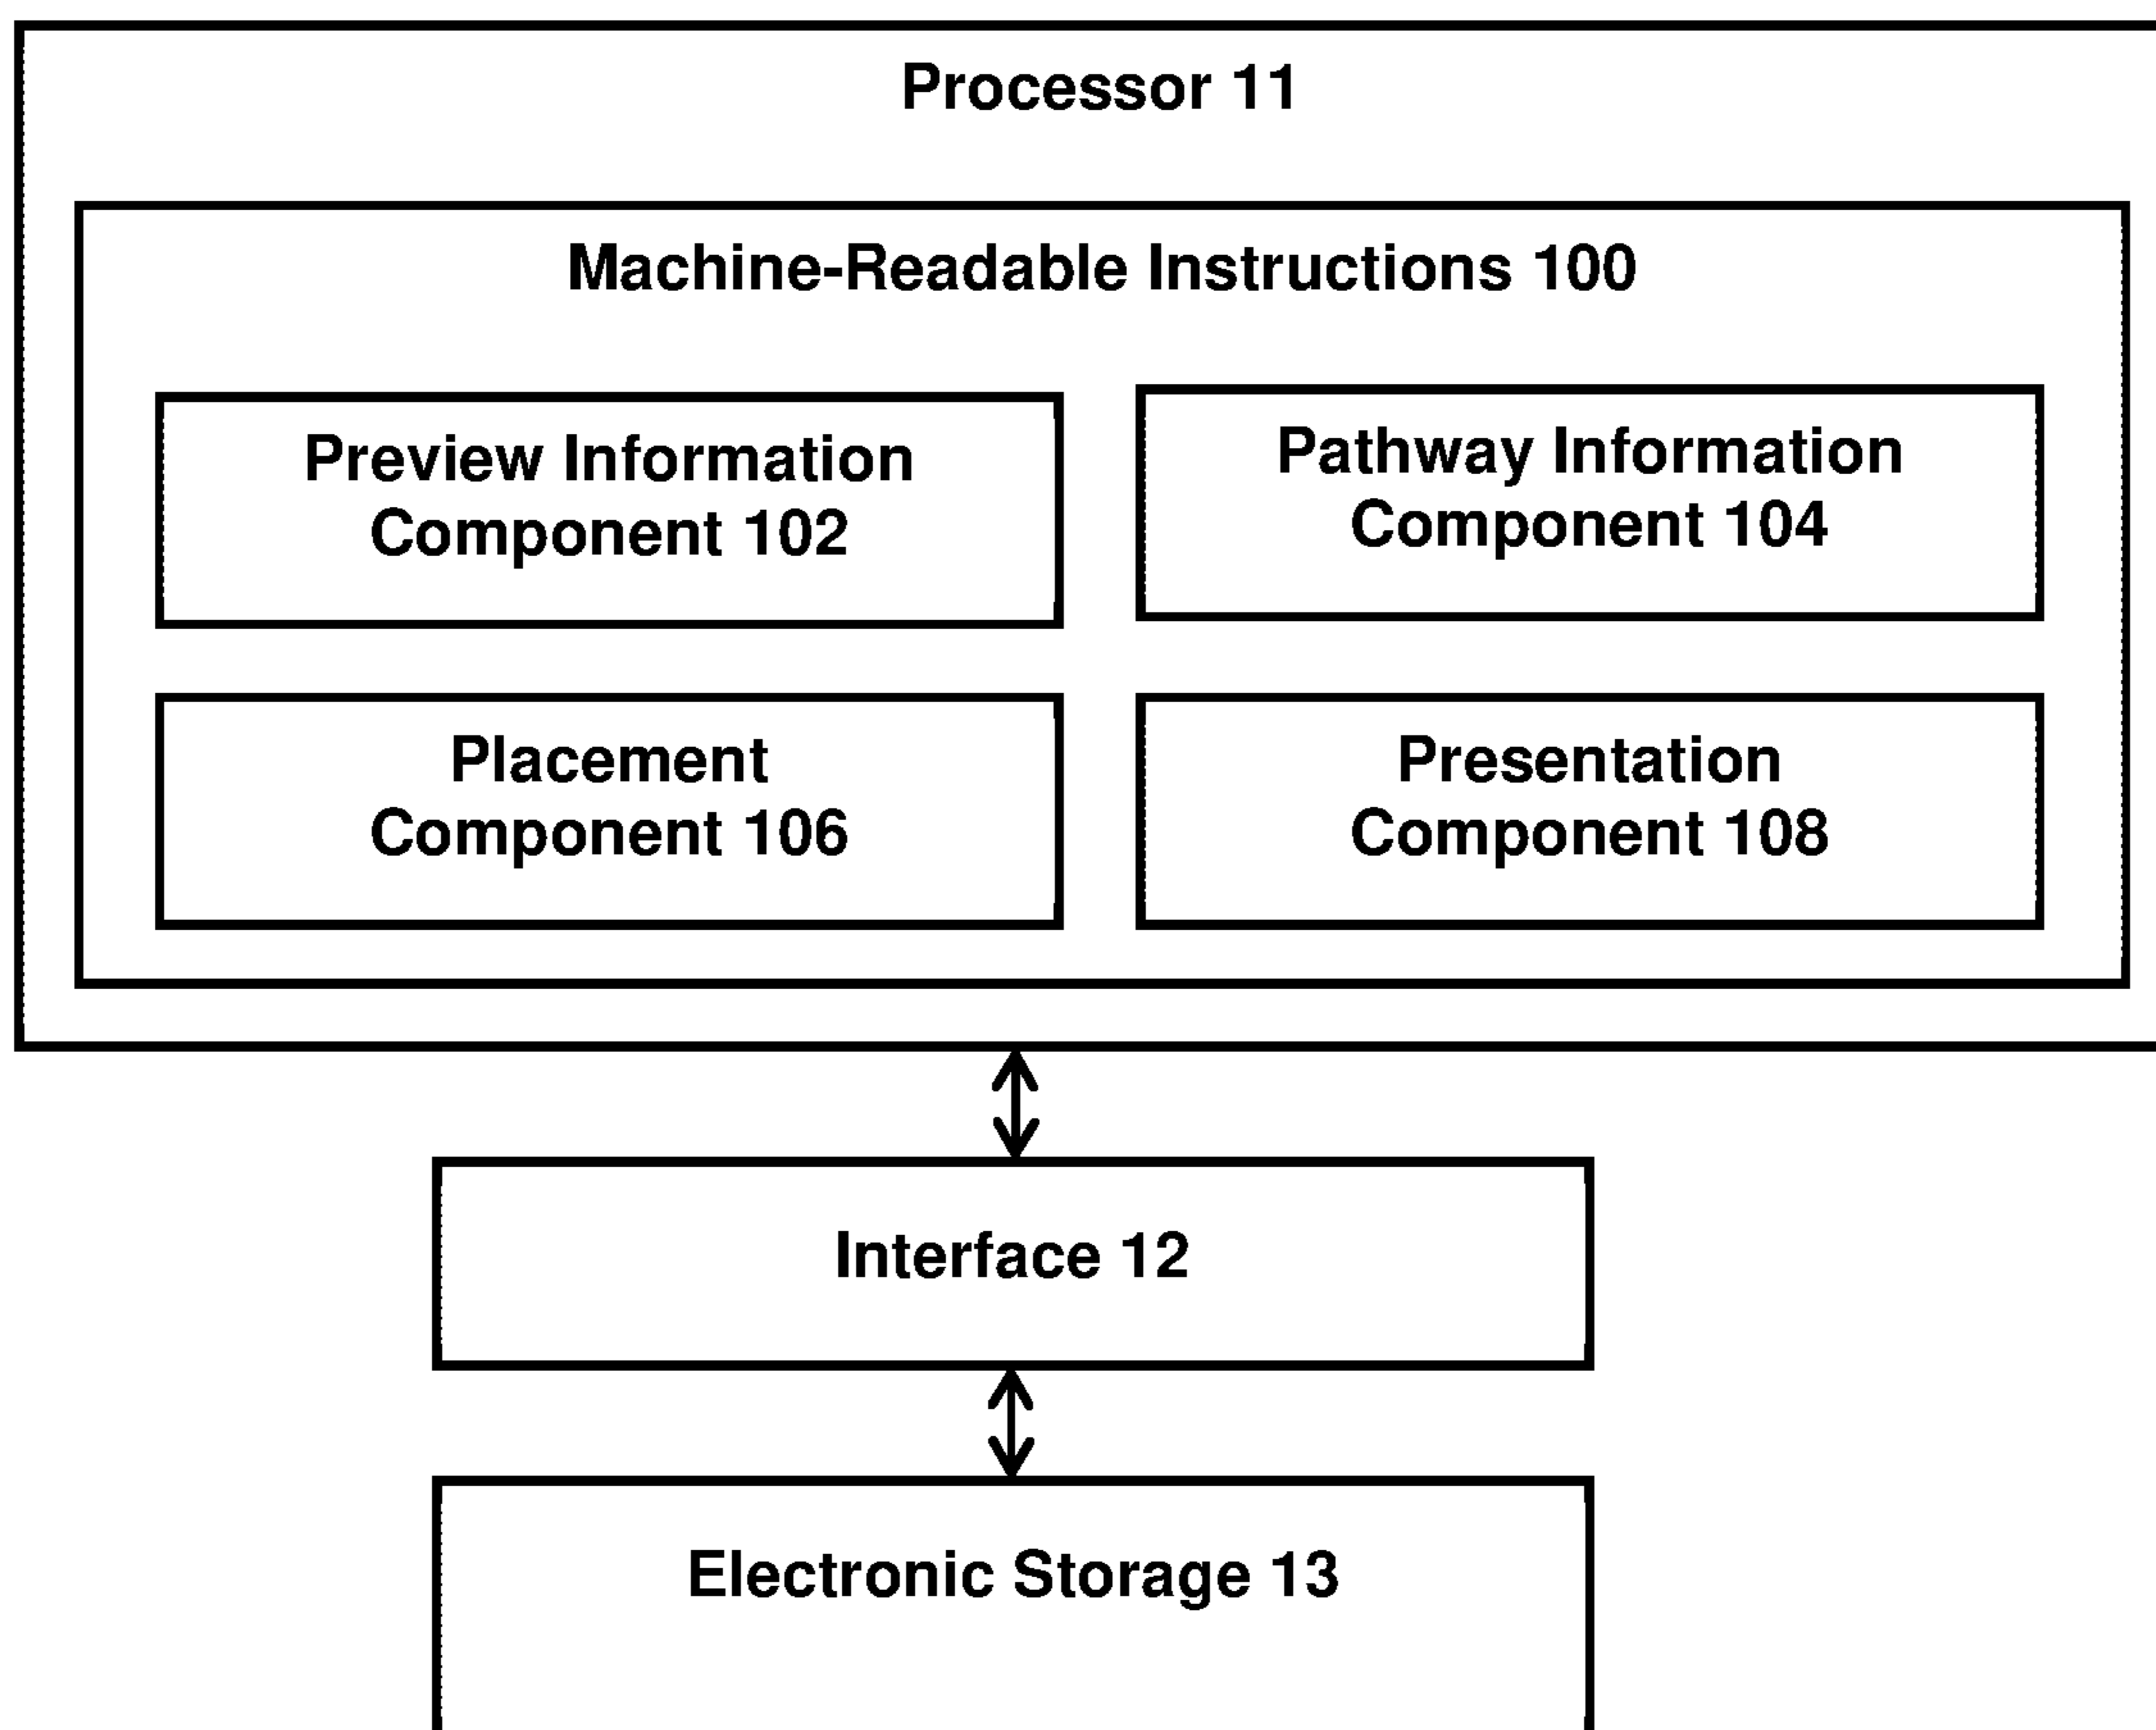 Processor 11
Machine-Readable Instructions 100
Preview Information
Component 102
Pathway Information
Component 104
Placement
Component 106
Presentation
Component 108
Interface 12
Electronic Storage 13